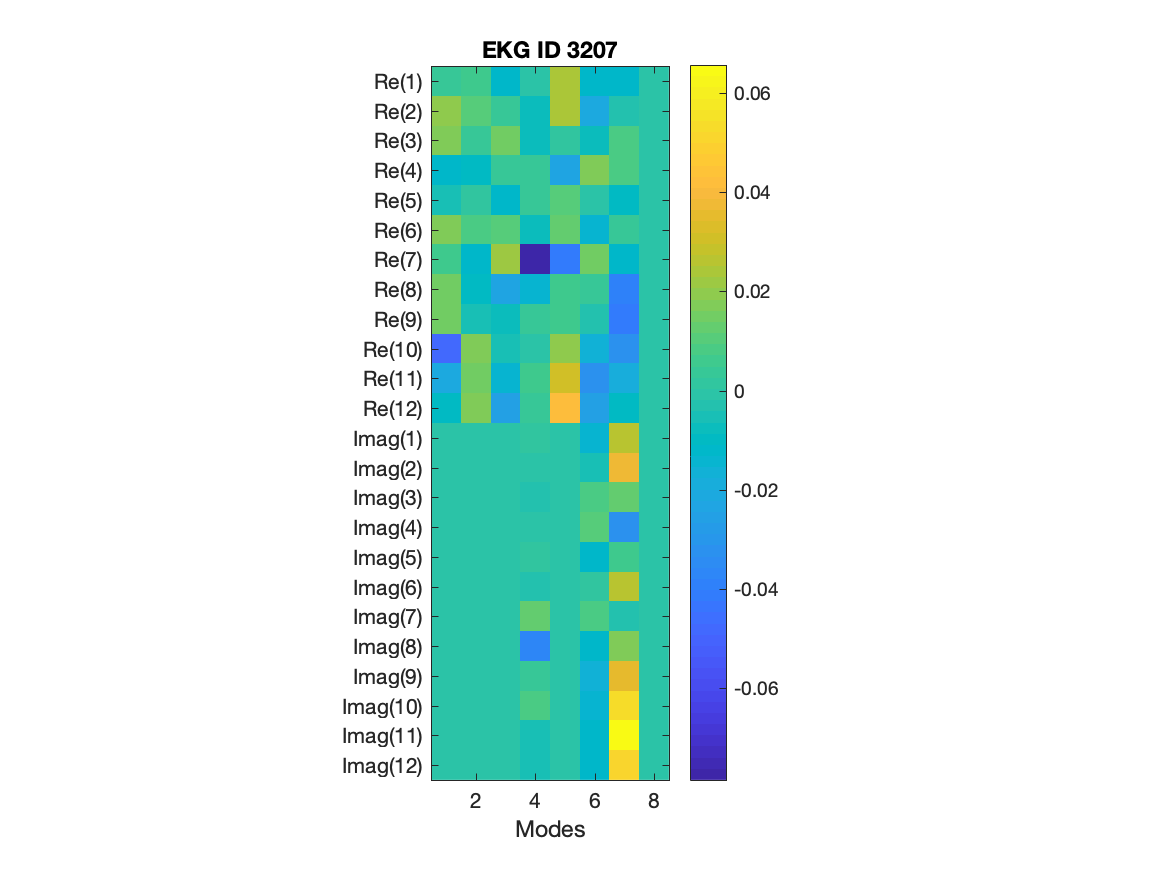 EKG ID 3207
Re(1)
Re(2)
Re(3)
Re(4)
Re(5)
Re(6)
Re(7)
Re(8)
Re(9)
Re(10)
Re(11)
Re(12)
Imag(1)
Imag(2)
Imag(3)
Imag(4)
Imag(5)
Imag(6)
Imag(7)
Imag(8)
Imag(9)
Imag(10)
Imag(11)
Imag(12)
2 4 6 8
Modes
0.06
0.04
0.02
0
-0.02
-0.04
-0.06